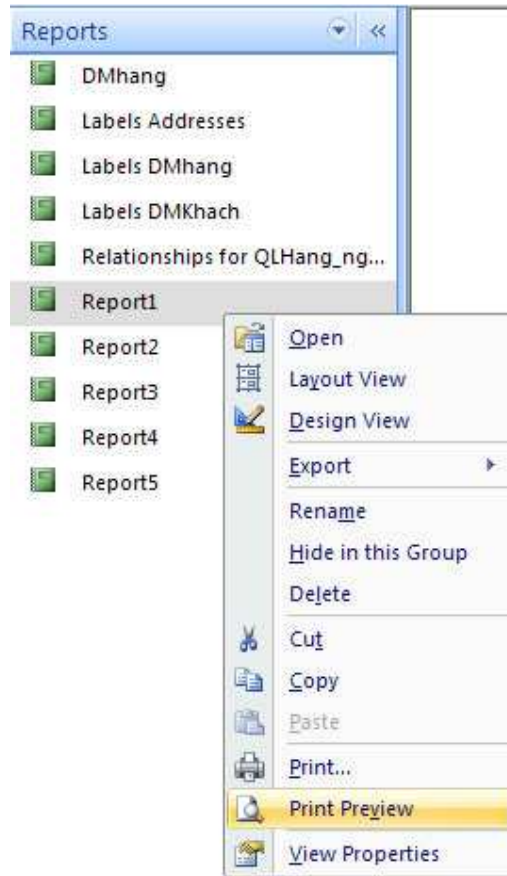 Reports
DMhang
Labels Addresses
Labels DMhang
Labels DMKhach
Relationships for QLHang_ng...
Report1
Report2
Report3
Report4
Report5
Open
Layout View
Design View
Export
Rename
Hide in this Group
Delete
Cut
Copy
Paste
Print...
Print Preview
View Properties